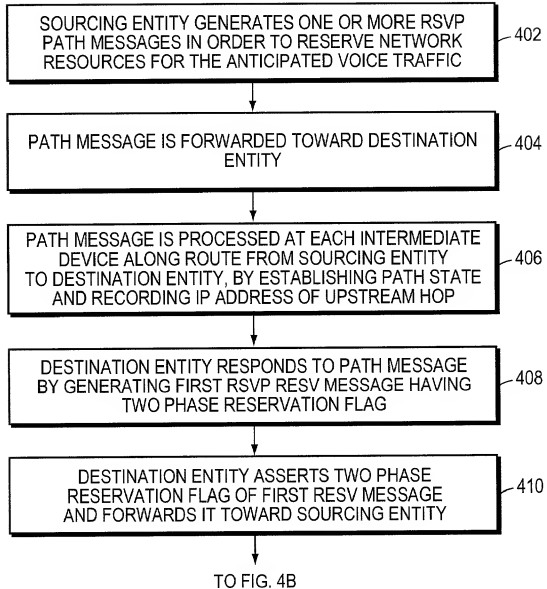 SOURCING ENTITY GENERATES ONE OR MORE RSVP
PATH MESSAGES IN ORDER TO RESERVE NETWORK
RESOURCES FOR THE ANTICIPATED VOICE TRAFFIC
402
PATH MESSAGE IS FORWARDED TOWARD DESTINATION
ENTITY
404
PATH MESSAGE IS PROCESSED AT EACH INTERMEDIATE
DEVICE ALONG ROUTE FROM SOURCING ENTITY
TO DESTINATION ENTITY, BY ESTABLISHING PATH STATE
AND RECORDING IP ADDRESS OF UPSTREAM HOP
406
DESTINATION ENTITY RESPONDS TO PATH MESSAGE
BY GENERATING FIRST RSVP RESV MESSAGE HAVING
TWO PHASE RESERVATION FLAG
408
DESTINATION ENTITY ASSERTS TWO PHASE
RESERVATION FLAG OF FIRST RESV MESSAGE
AND FORWARDS IT TOWARD SOURCING ENTITY
410
TO FIG. 4B